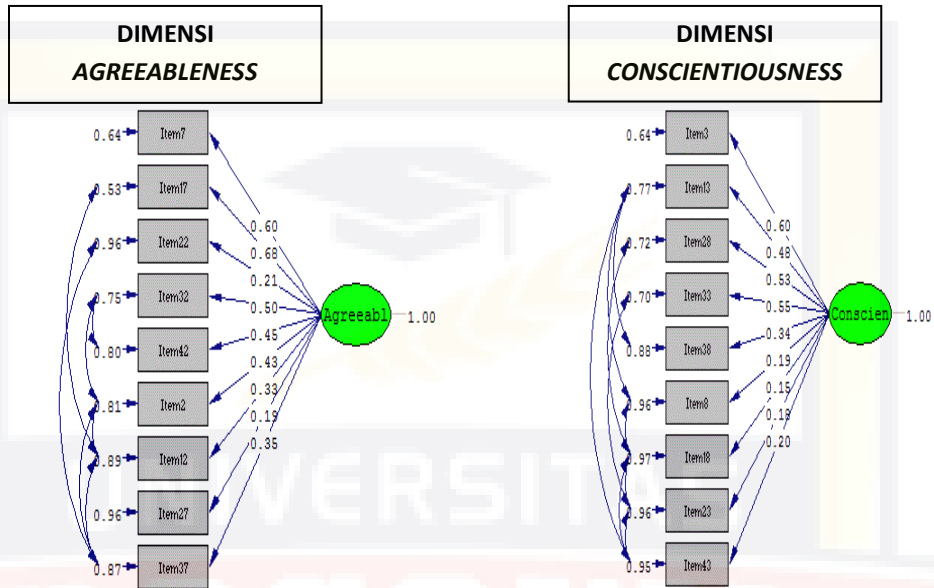 DIMENSI
AGREEABLENESS
0.64 Item7
0.53 Item17
0.96 Item22
0.75 Item32
0.80 Item42
0.81 Item2
0.89 Item12
0.96 Item27
0.87 Item37
0.60
0.68
0.21
0.50
0.45
0.43
0.33
0.19
0.35
Agreeabl 1.00
DIMENSI
CONSCIENTIOUSNESS
0.64 Item3
0.77 Item13
0.72 Item28
0.70 Item33
0.88 Item38
0.96 Item8
0.97 Item18
0.96 Item23
0.95 Item43
0.60
0.48
0.53
0.55
0.34
0.19
0.15
0.18
0.20
Conscien 1.00
UNIVERSITAS